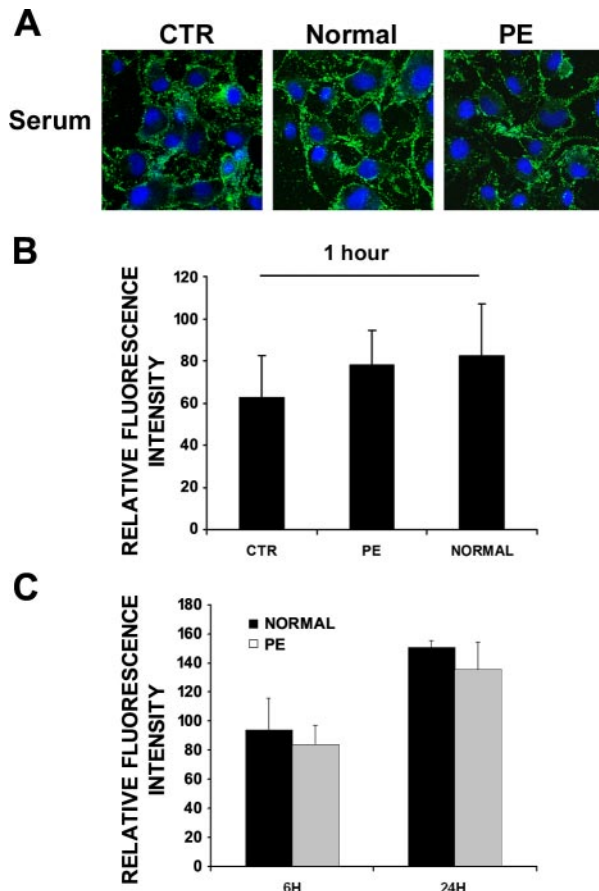 A
CTR Normal PE
Serum
B
1 hour
RELATIVE FLUORESCENCE
INTENSITY
120
100
80
60
40
20
0
CTR PE NORMAL
C
RELATIVE FLUORESCENCE
INTENSITY
180
160
140
120
100
80
60
40
20
0
NORMAL
PE
6H 24H